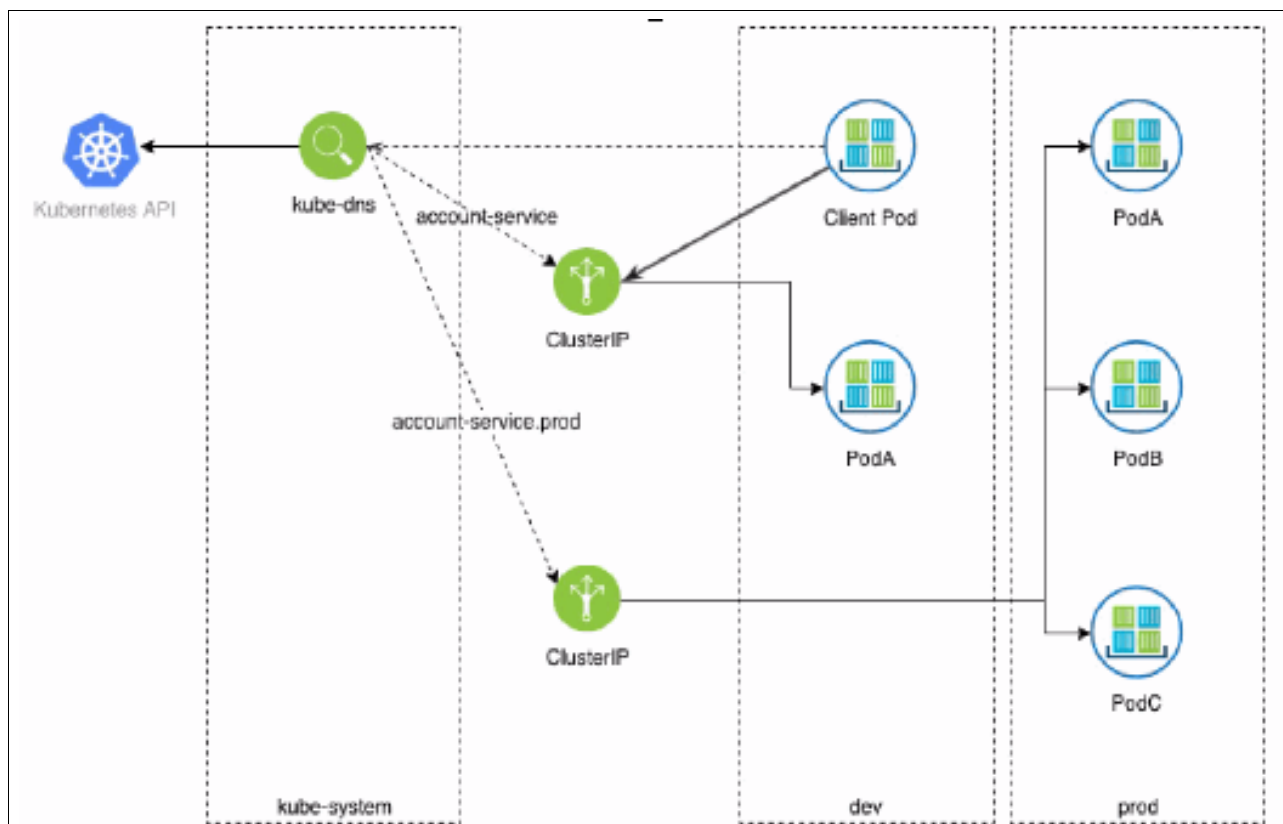 Kubernetes API
kube-dns
account-service
Client Pod
PodA
ClusterIP
PodA
PodB
account-service.prod
ClusterIP
PodC
kube-system
dev
prod